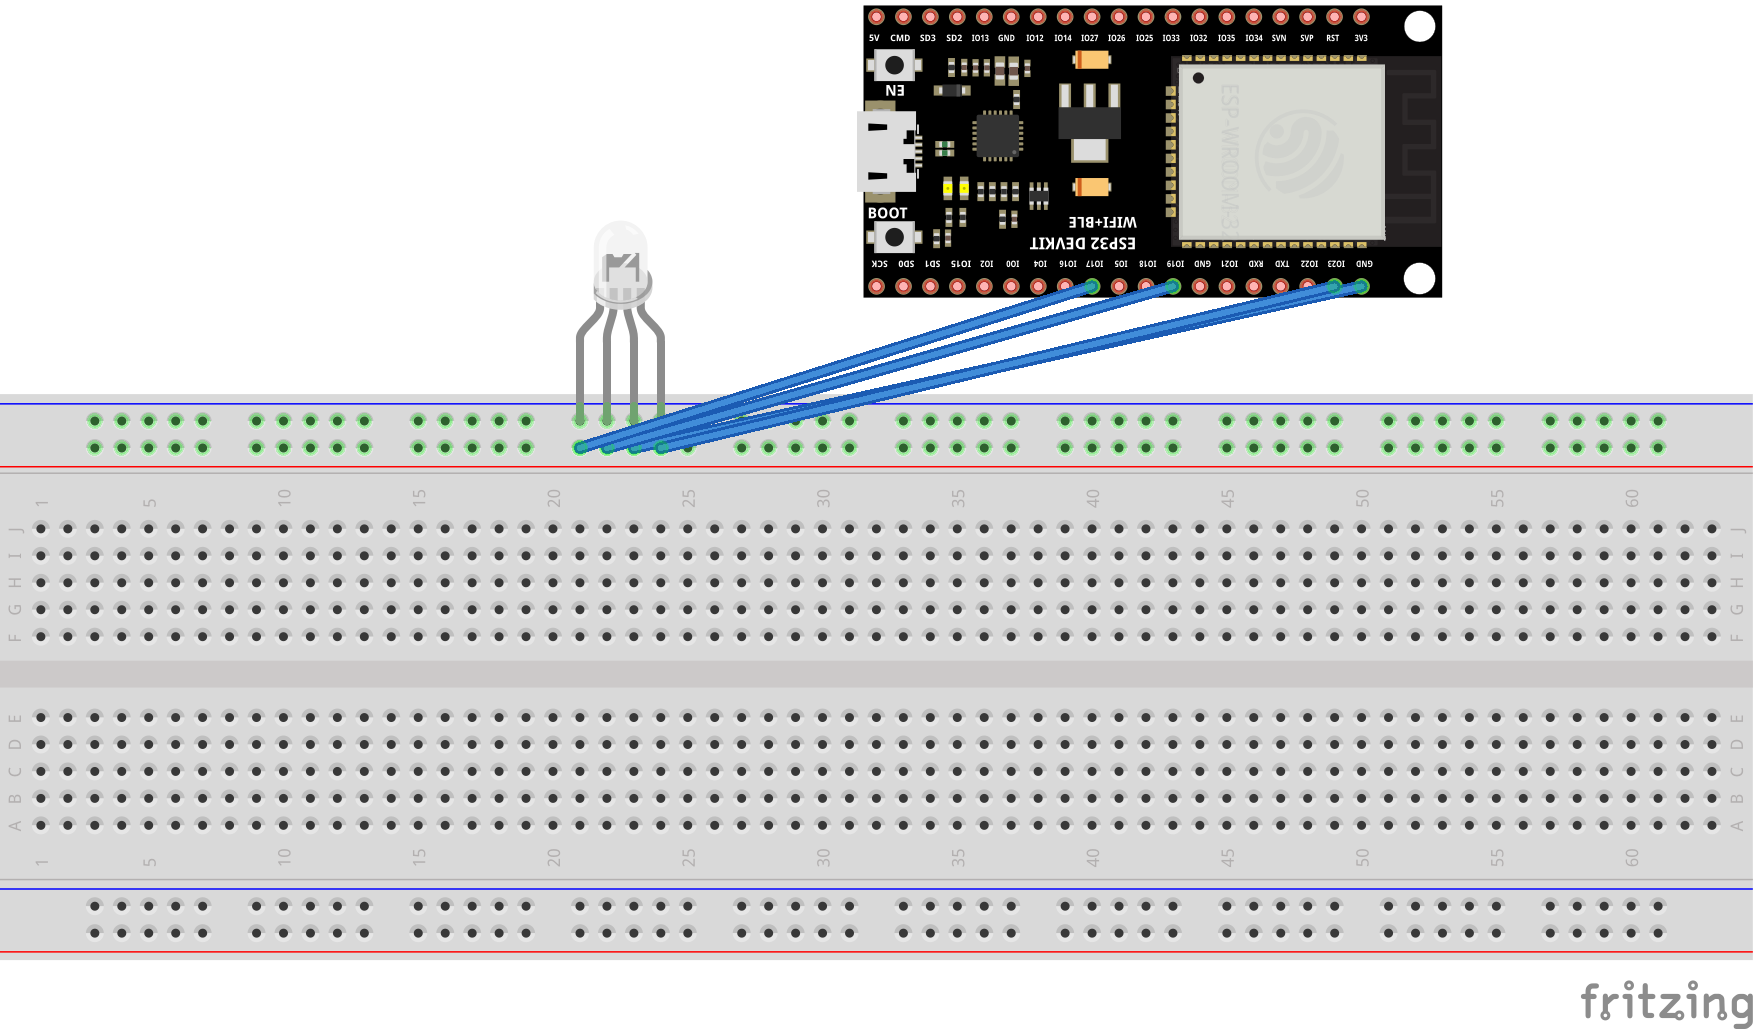 5V CMD SD3 SD2 IO13 GND IO12 IO14 IO27 IO26 IO25 IO33 IO32 IO35 IO34 SVN SVP RST 3V3
EN
ESP-WROOM-32
BOOT
WIFI+BLE
ESP32 DEVKIT
SCK SD0 SD1 IO15 IO2 IO0 IO4 IO16 IO17 IO5 IO18 IO19 GND IO21 RXD TXD IO22 IO23 GND
1 5 10 15 20 25 30 35 40 45 50 55 60
J J
I I
H H
G G
F F
E E
D D
C C
B B
A A
1 5 10 15 20 25 30 35 40 45 50 55 60
fritzing